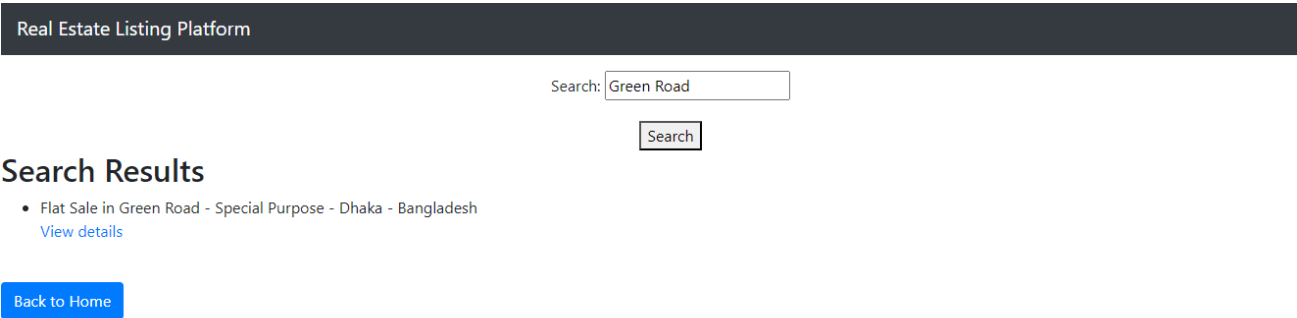 Real Estate Listing Platform
Search: Green Road
Search
Search Results
Flat Sale in Green Road - Special Purpose - Dhaka - Bangladesh
View details
Back to Home